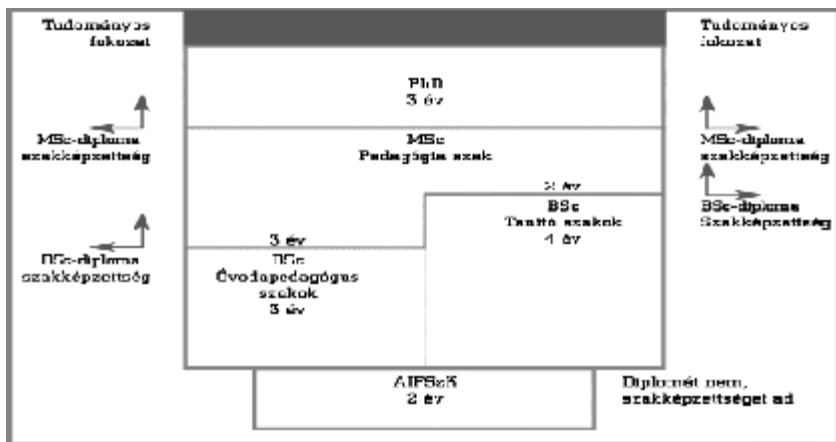 Tudományos
fokozat
Tudományos
fokozat
PhD
3 év
MSc-diploma
szakképzettség
MSc
Pedagógia szak
MSc-diploma
szakképzettség
2 év
BSc
Tanító szakok
4 év
BSc-diploma
Szakképzettség
3 év
BSc
Óvodapedagógus
szakok
3 év
BSc-diploma
szakképzettség
AIFSzK
2 év
Diplomát nem,
szakképzettséget ad